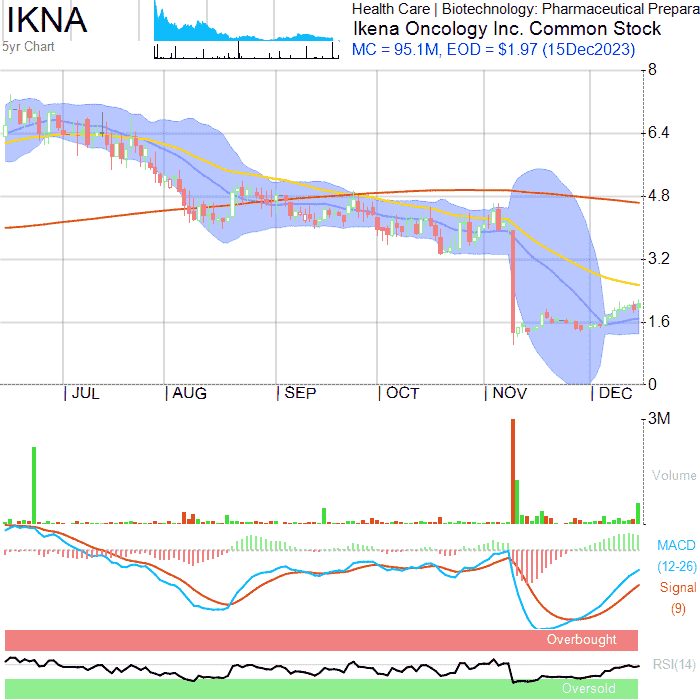 IKNA
5yr Chart
Health Care | Biotechnology: Pharmaceutical Prepara
Ikena Oncology Inc. Common Stock
MC = 95.1M, EOD = $1.97 (15Dec2023)
8
6.4
4.8
3.2
1.6
0
JUL AUG SEP OCT NOV DEC
3M
Volume
MACD
(12-26)
Signal
(9)
Overbought
RSI(14)
Oversold